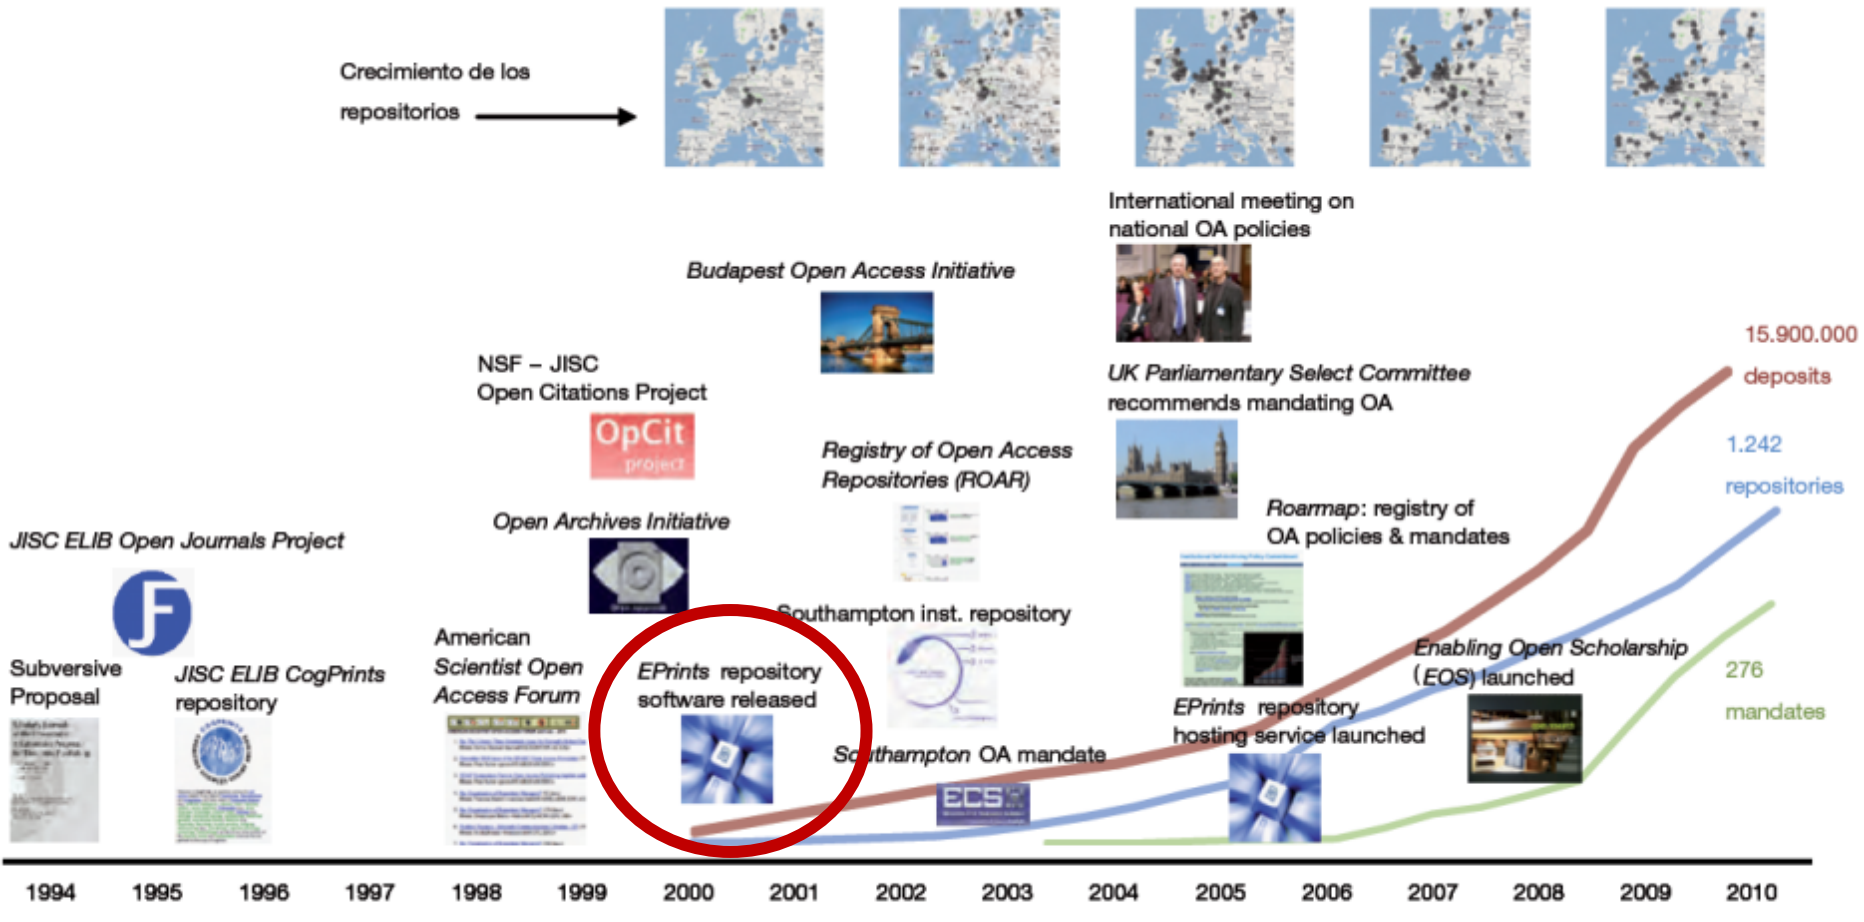 Crecimiento de los
repositorios
International meeting on
national OA policies
Budapest Open Access Initiative
15.900.000
deposits
NSF – JISC
Open Citations Project
OpCit
project
UK Parliamentary Select Committee
recommends mandating OA
1.242
repositories
Registry of Open Access
Repositories (ROAR)
Roarmap: registry of
OA policies & mandates
Open Archives Initiative
JISC ELIB Open Journals Project
JF
Southampton inst. repository
American
Scientist Open
Access Forum
Subversive
Proposal
JISC ELIB CogPrints
repository
EPrints repository
software released
Enabling Open Scholarship
(EOS) launched
276
mandates
EPrints repository
hosting service launched
Southampton OA mandate
ECS
1994 1995 1996 1997 1998 1999 2000 2001 2002 2003 2004 2005 2006 2007 2008 2009 2010